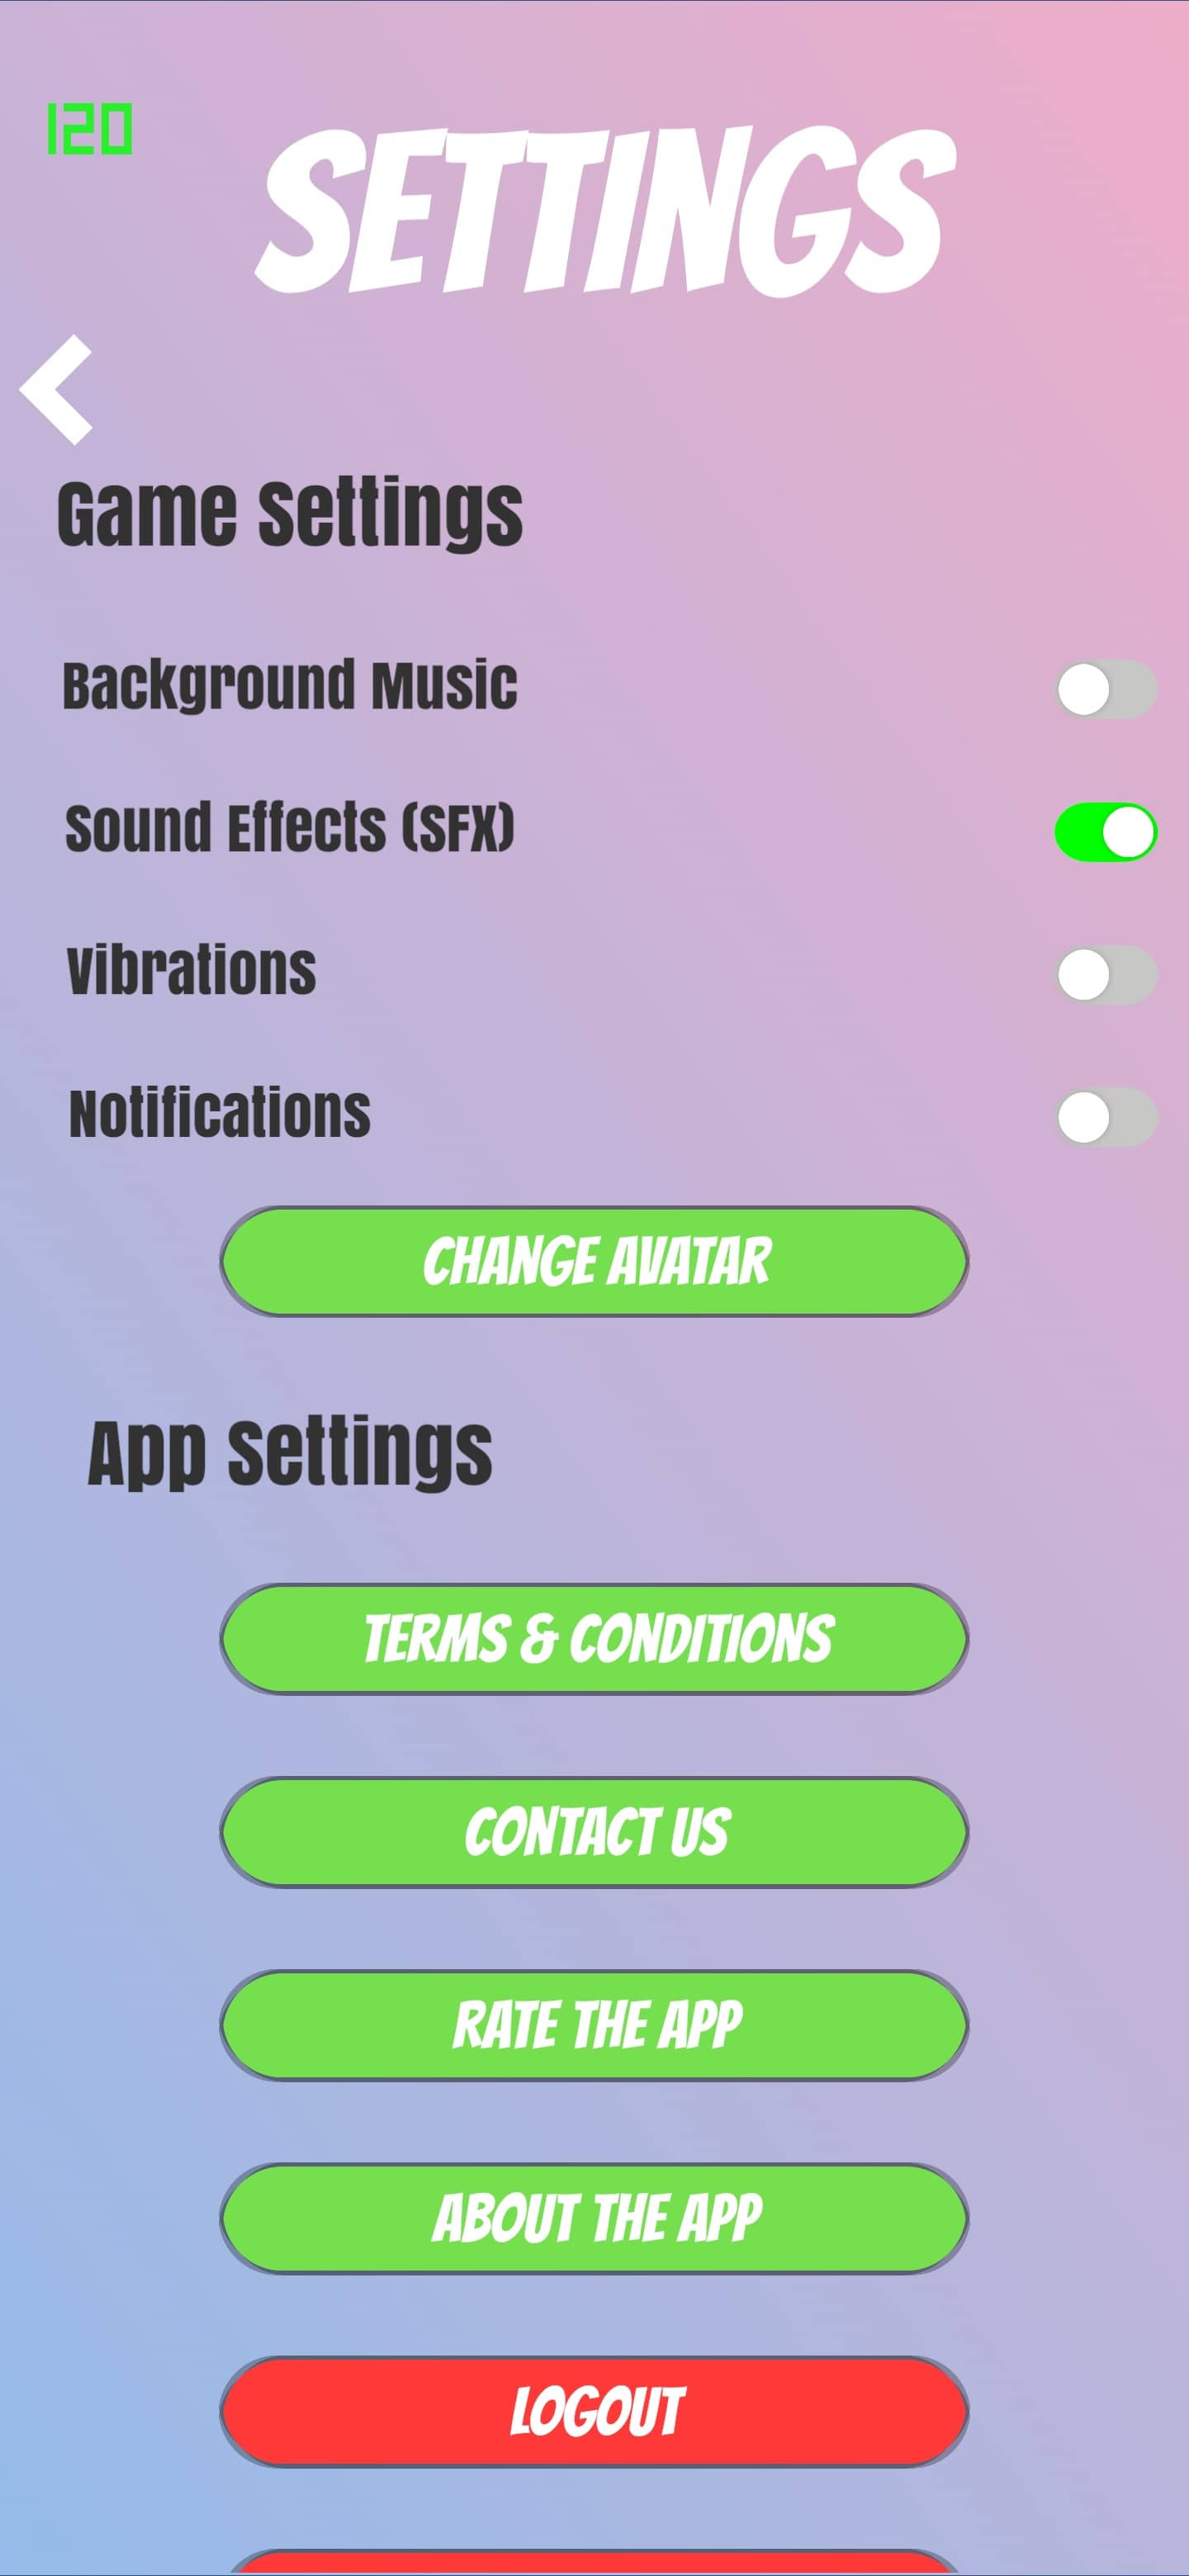 120
SETTINGS
Game Settings
Background Music
Sound Effects (SFX)
Vibrations
Notifications
CHANGE AVATAR
App Settings
TERMS & CONDITIONS
CONTACT US
RATE THE APP
ABOUT THE APP
LOGOUT